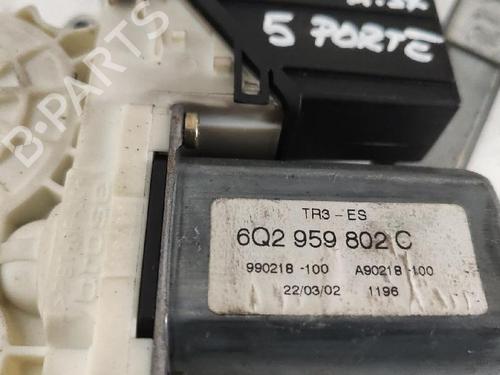 5 PORTE
B-PARTS
TR3-ES
6Q2 959 802 C
990218 -100 A90218 -100
22/03/02 1196